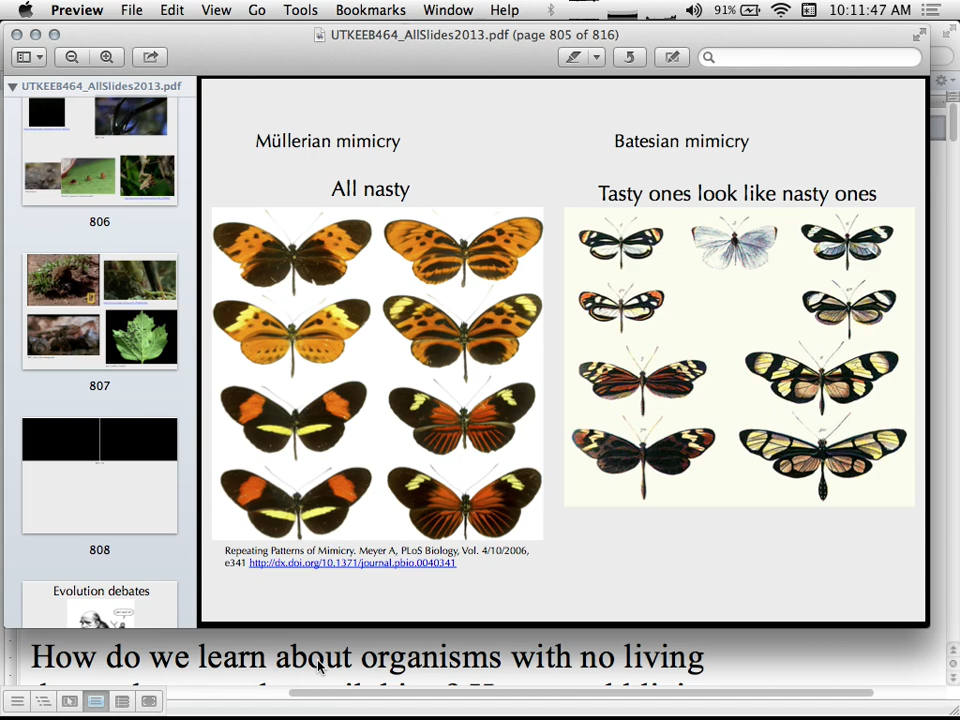 Preview File Edit View Go Tools Bookmarks Window Help 91% 10:11:47 AM
UTKEEB464_AllSlides2013.pdf (page 805 of 816)
UTKEEB464_AllSlides2013.pdf
806
807
808
Evolution debates
Müllerian mimicry
All nasty
Batesian mimicry
Tasty ones look like nasty ones
Repeating Patterns of Mimicry. Meyer A, PLoS Biology, Vol. 4/10/2006,
e341 http://dx.doi.org/10.1371/journal.pbio.0040341
How do we learn about organisms with no living